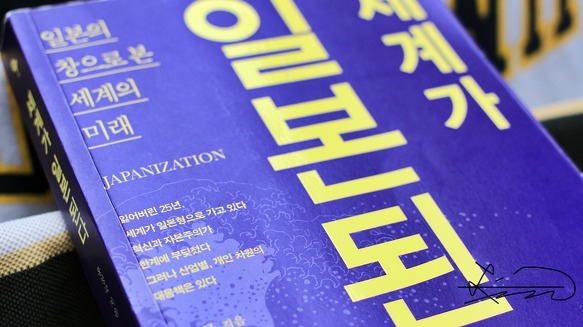 일본의
창으로 본
세계의
미래
JAPANIZATION
세계가
일본된
잃어버린 25년.
세계가 일본형으로 가고 있다
혁신과 자본주의가
한계에 부딪쳤다
그러나 산업별, 개인 차원의
대응책은 있다
지음